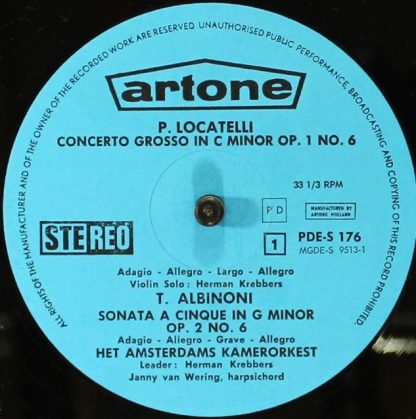 ALL RIGHTS OF THE MANUFACTURER AND OF THE OWNER OF THE RECORDED WORK ARE RESERVED. UNAUTHORISED PUBLIC PERFORMANCE, BROADCASTING AND COPYING OF THIS RECORD PROHIBITED.
artone
P. LOCATELLI
CONCERTO GROSSO IN C MINOR OP. 1 NO. 6
33 1/3 RPM
P D
MANUFACTURED BY
ARTONE HOLLAND
STEREO
1
PDE-S 176
MGDE-S 9513-1
Adagio - Allegro - Largo - Allegro
Violin Solo : Herman Krebbers
T. ALBINONI
SONATA A CINQUE IN G MINOR
OP. 2 NO. 6
Adagio - Allegro - Grave - Allegro
HET AMSTERDAMS KAMERORKEST
Leader : Herman Krebbers
Janny van Wering, harpsichord